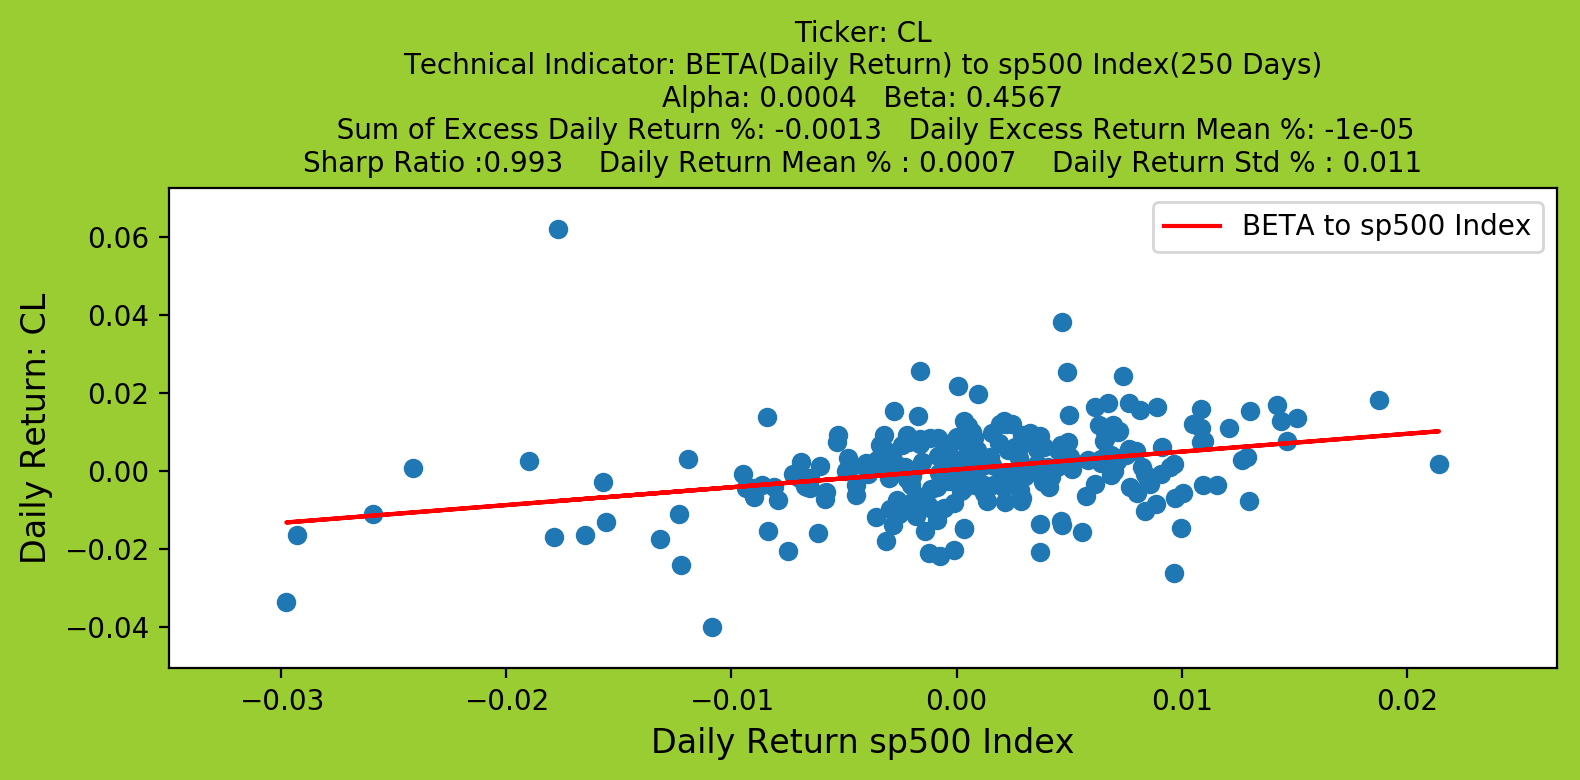 Ticker: CL
Technical Indicator: BETA(Daily Return) to sp500 Index(250 Days)
Alpha: 0.0004   Beta: 0.4567
Sum of Excess Daily Return %: -0.0013   Daily Excess Return Mean %: -1e-05
Sharp Ratio :0.993    Daily Return Mean % : 0.0007    Daily Return Std % : 0.011
BETA to sp500 Index
0.06
0.04
0.02
0.00
−0.02
−0.04
Daily Return: CL
−0.03
−0.02
−0.01
0.00
0.01
0.02
Daily Return sp500 Index